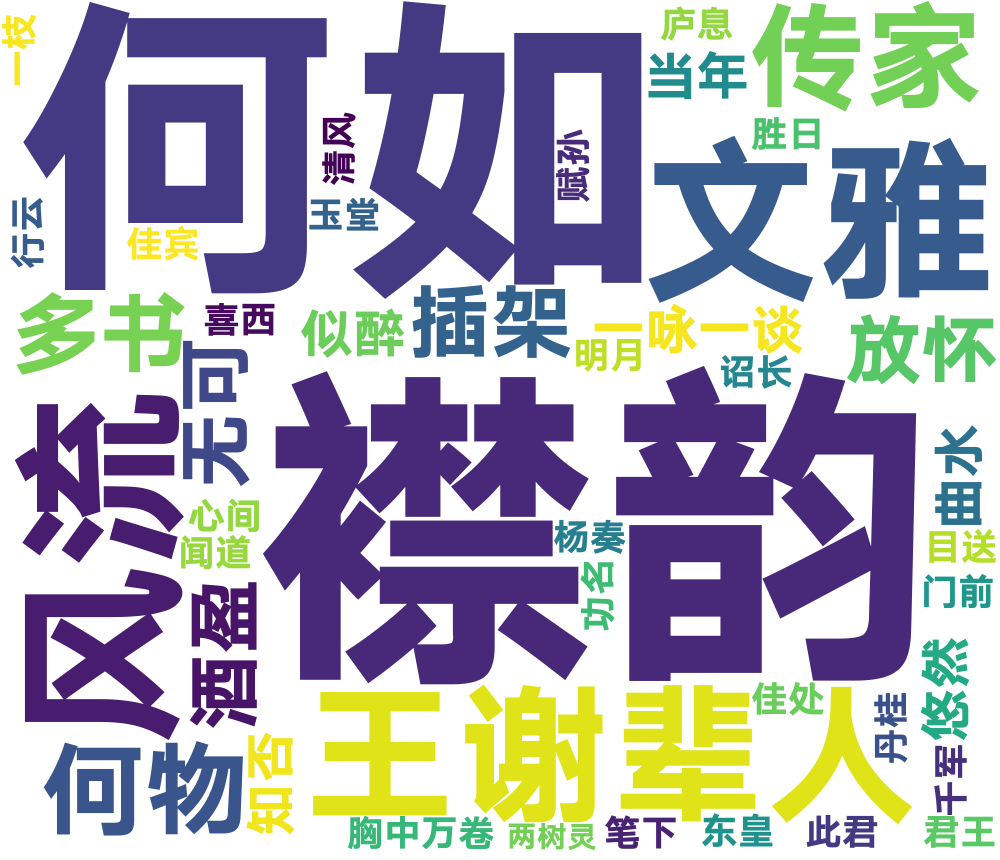 一枝
何如
庐息
当年
传家
清风
赋孙
胜日
文雅
行云
佳宾
玉堂
多书
喜西
似醉
插架
一咏一谈
明月
诏长
放怀
无可
风流
襟韵
曲水
心间
闻道
杨奏
功名
目送
门前
酒盈
王谢辈人
佳处
丹桂
悠然
何物
知否
千军
胸中万卷
两树灵
笔下
东皇
此君
君王